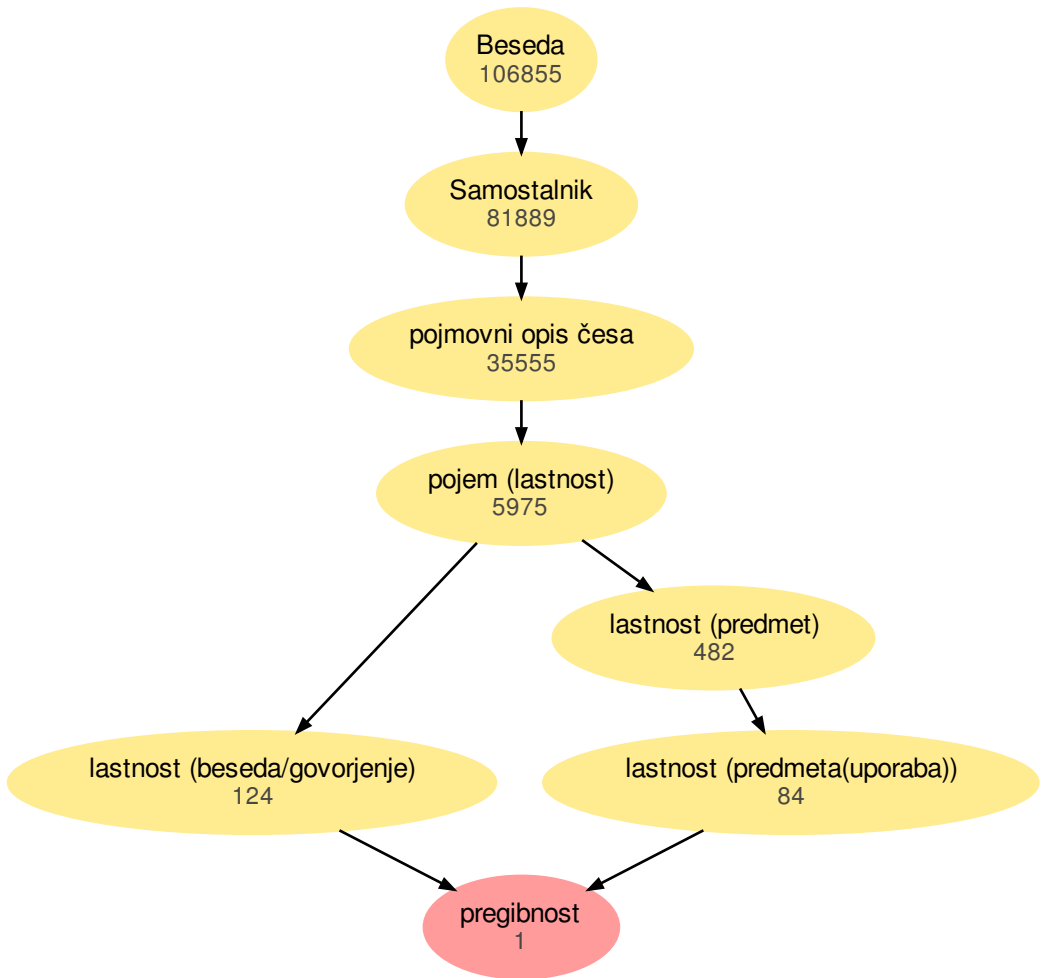 Beseda
106855
Samostalnik
81889
pojmovni opis česa
35555
pojem (lastnost)
5975
lastnost (predmet)
482
lastnost (beseda/govorjenje)
124
lastnost (predmeta(uporaba))
84
pregibnost
1